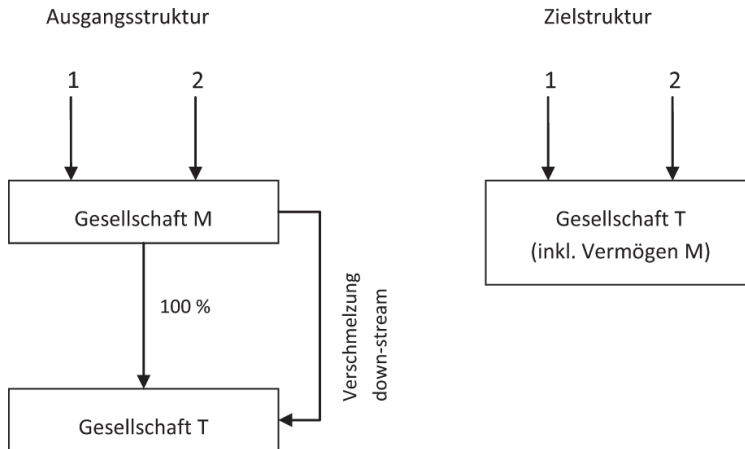 Ausgangsstruktur
1 2
Gesellschaft M
100 %
Verschmelzung
down-stream
Gesellschaft T
Zielstruktur
1 2
Gesellschaft T
(inkl. Vermögen M)